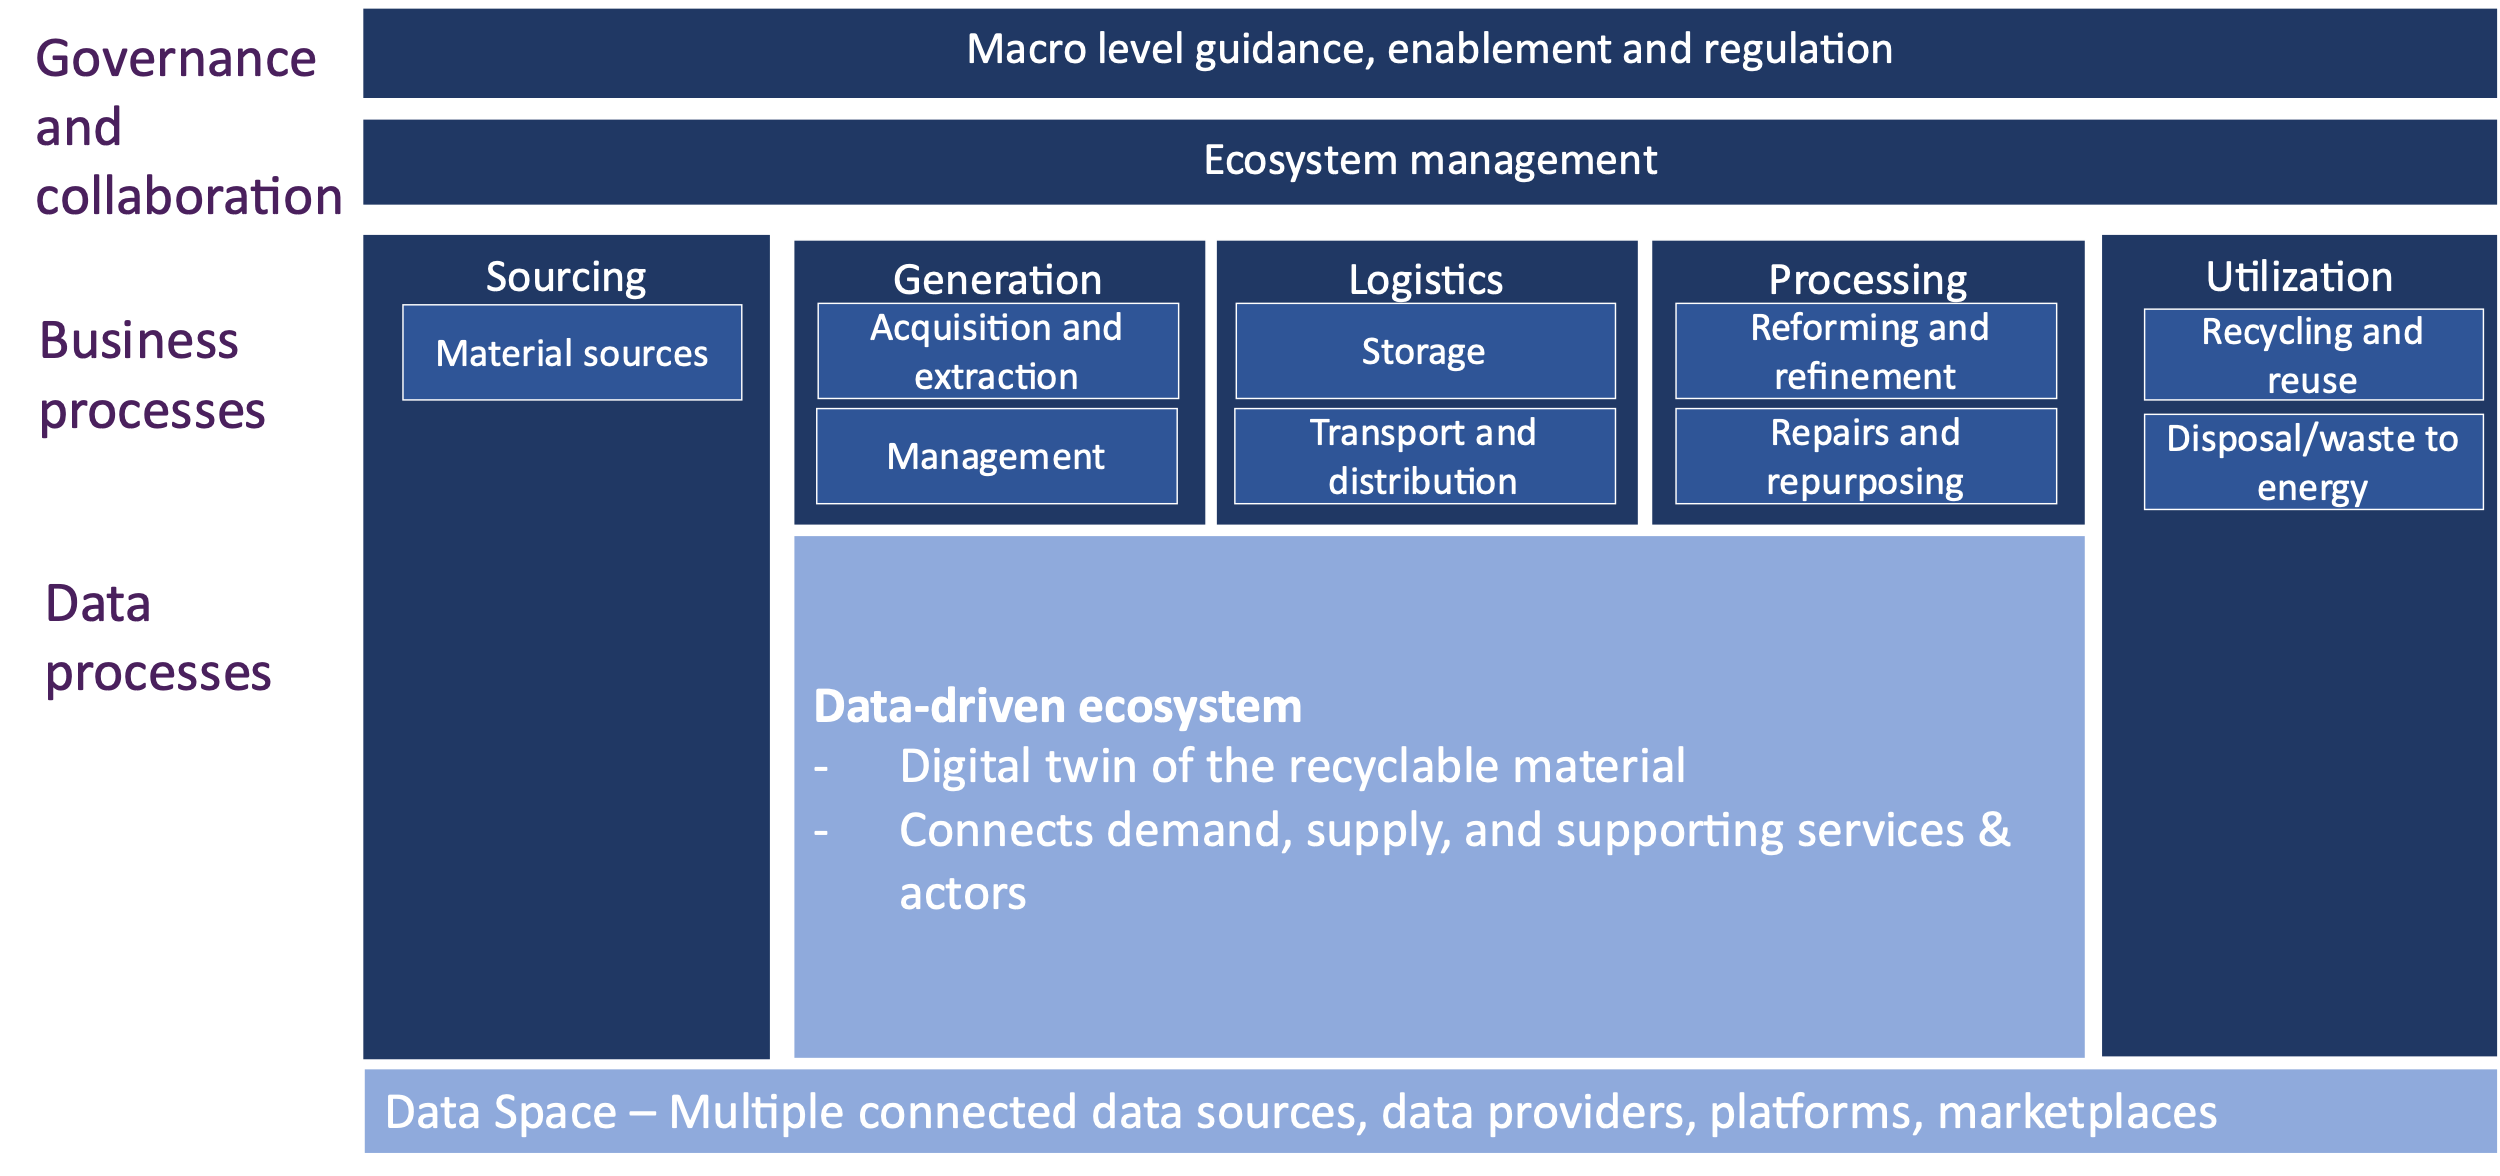 Governance
and
collaboration
Macro level guidance, enablement and regulation
Ecosystem management
Business
processes
Sourcing
Material sources
Generation
Acquisition and
extraction
Management
Logistics
Storage
Transport and
distribution
Processing
Reforming and
refinement
Repairs and
repurposing
Utilization
Recycling and
reuse
Disposal/waste to
energy
Data
processes
Data-driven ecosystem
- Digital twin of the recyclable material
- Connects demand, supply, and supporting services &
actors
Data Space – Multiple connected data sources, data providers, platforms, marketplaces